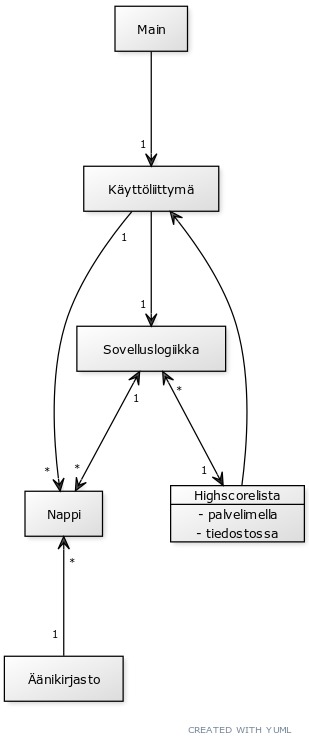 Main
1
Käyttöliittymä
1
1
Sovelluslogiikka
1
*
*
*
1
Highscorelista
- palvelimella
- tiedostossa
Nappi
*
1
Äänikirjasto
CREATED WITH YUML